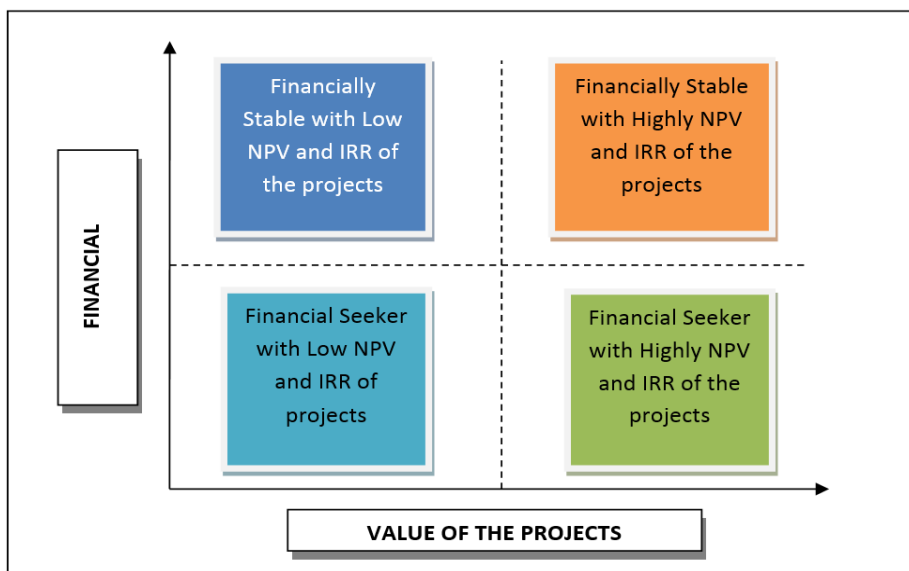 Financially
Stable with Low
NPV and IRR of
the projects
Financially Stable
with Highly NPV
and IRR of the
projects
FINANCIAL
Financial Seeker
with Low NPV
and IRR of
projects
Financial Seeker
with Highly NPV
and IRR of the
projects
VALUE OF THE PROJECTS